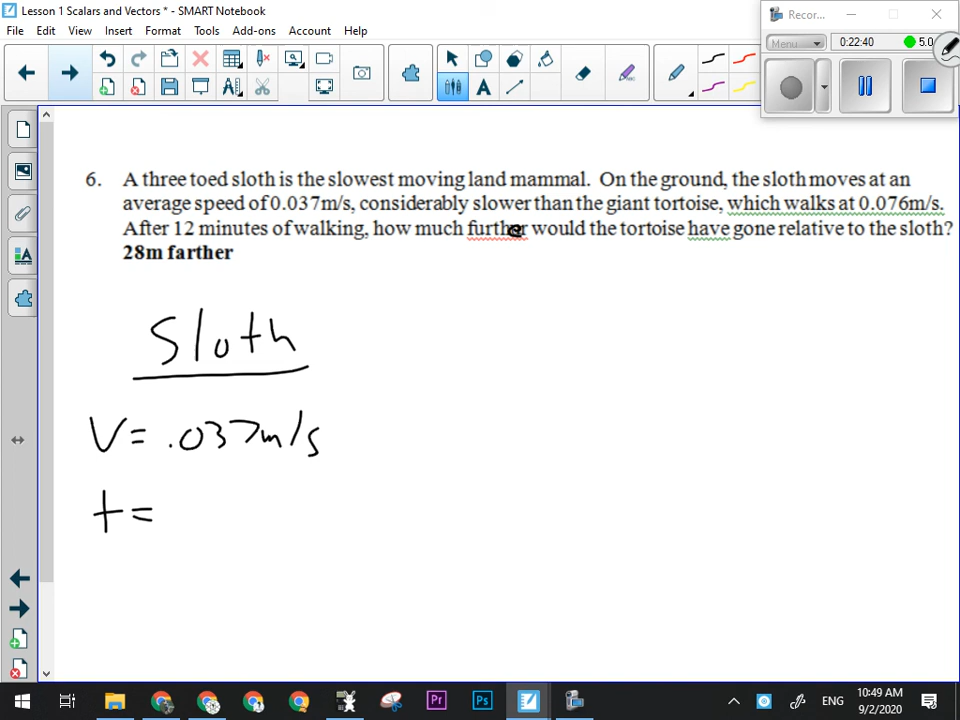 Lesson 1 Scalars and Vectors * - SMART Notebook
Recor...
File Edit View Insert Format Tools Add-ons Account Help
Menu
0:22:40
5.0
6. A three toed sloth is the slowest moving land mammal. On the ground, the sloth moves at an
average speed of 0.037m/s, considerably slower than the giant tortoise, which walks at 0.076m/s.
After 12 minutes of walking, how much further would the tortoise have gone relative to the sloth?
28m farther
Sloth
V = .037m/s
t =
ENG
10:49 AM
9/2/2020